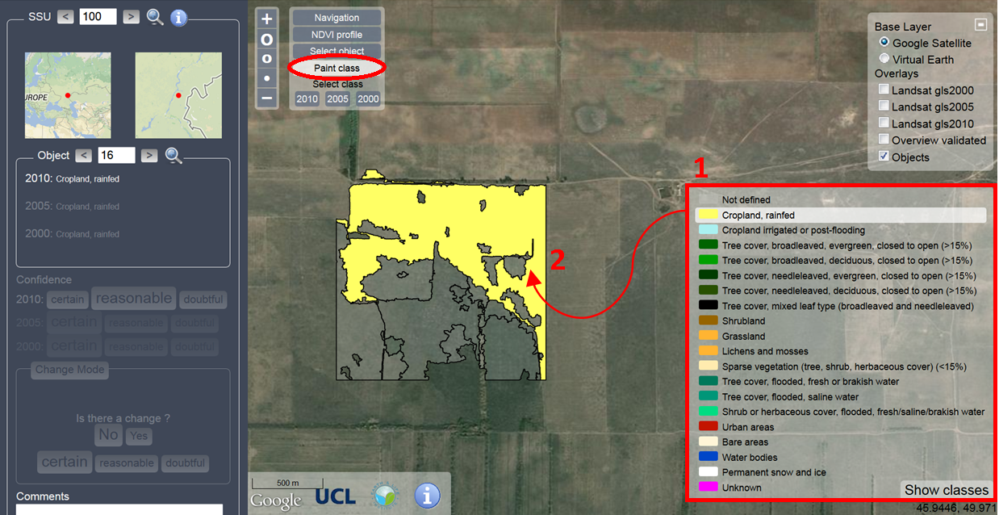 SSU < 100 > i
UROPE
Object < 16 >
2010: Cropland, rainfed
2005: Cropland, rainfed
2000: Cropland, rainfed
Confidence
2010: certain reasonable doubtful
2005: certain reasonable doubtful
2000: certain reasonable doubtful
Change Mode
Is there a change ?
No Yes
certain reasonable doubtful
Comments
+
O
o
•
−
Navigation
NDVI profile
Select object
Paint class
Select class
2010 2005 2000
Base Layer
Google Satellite
Virtual Earth
Overlays
Landsat gls2000
Landsat gls2005
Landsat gls2010
Overview validated
Objects
1
2
Not defined
Cropland, rainfed
Cropland irrigated or post-flooding
Tree cover, broadleaved, evergreen, closed to open (>15%)
Tree cover, broadleaved, deciduous, closed to open (>15%)
Tree cover, needleleaved, evergreen, closed to open (>15%)
Tree cover, needleleaved, deciduous, closed to open (>15%)
Tree cover, mixed leaf type (broadleaved and needleleaved)
Shrubland
Grassland
Lichens and mosses
Sparse vegetation (tree, shrub, herbaceous cover) (<15%)
Tree cover, flooded, fresh or brakish water
Tree cover, flooded, saline water
Shrub or herbaceous cover, flooded, fresh/saline/brakish water
Urban areas
Bare areas
Water bodies
Permanent snow and ice
Unknown
Show classes
45.9446, 49.971
500 m
Google UCL i